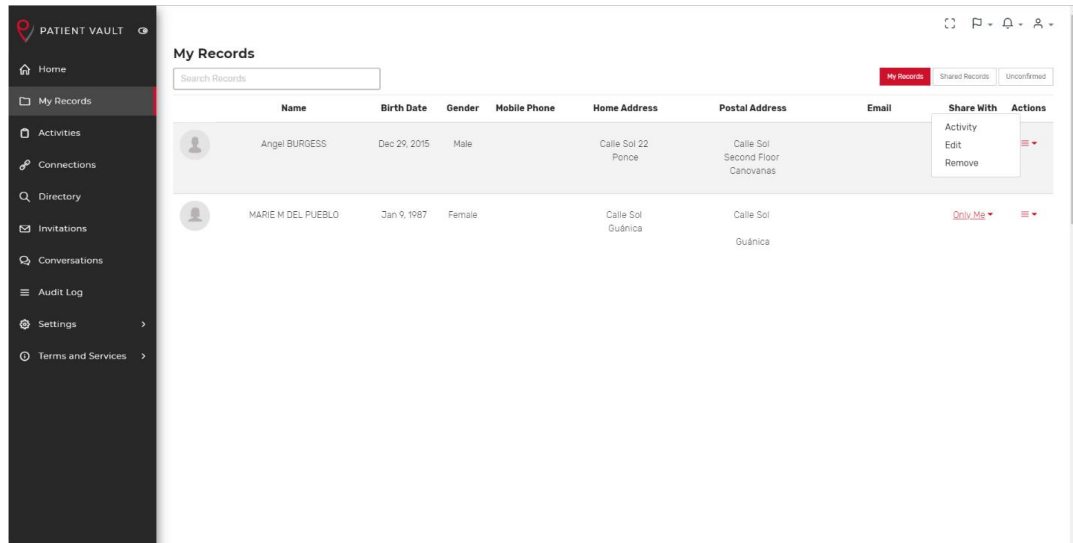 PATIENT VAULT
Home
My Records
Activities
Connections
Directory
Invitations
Conversations
Audit Log
Settings
Terms and Services
My Records
Search Records
My Records Shared Records Unconfirmed
Name Birth Date Gender Mobile Phone Home Address Postal Address Email Share With Actions
Angel BURGESS Dec 29, 2015 Male Calle Sol 22 Calle Sol
Ponce Second Floor
Canovanas
Activity
Edit
Remove
MARIE M DEL PUEBLO Jan 9, 1987 Female Calle Sol Calle Sol Only Me
Guánica
Guánica